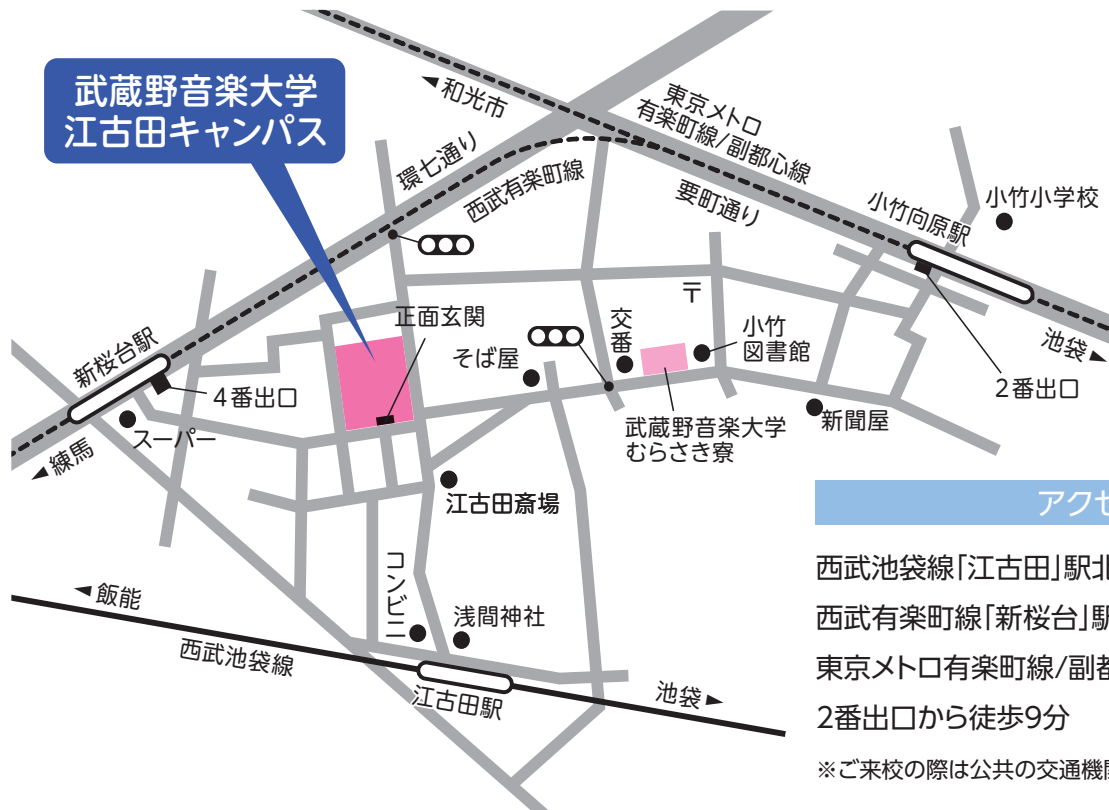 武蔵野音楽大学
江古田キャンパス
◄和光市
東京メトロ
有楽町線/副都心線
環七通り
西武有楽町線
要町通り
小竹向原駅
小竹小学校
〒
正面玄関
新桜台駅
そば屋
交番
小竹
図書館
池袋►
4番出口
2番出口
スーパー
◄練馬
武蔵野音楽大学
むらさき寮
新聞屋
江古田斎場
コンビニ
◄飯能
浅間神社
西武池袋線
江古田駅
池袋►
アクセ
西武池袋線「江古田」駅北
西武有楽町線「新桜台」駅
東京メトロ有楽町線/副都
2番出口から徒歩9分
※ご来校の際は公共の交通機関